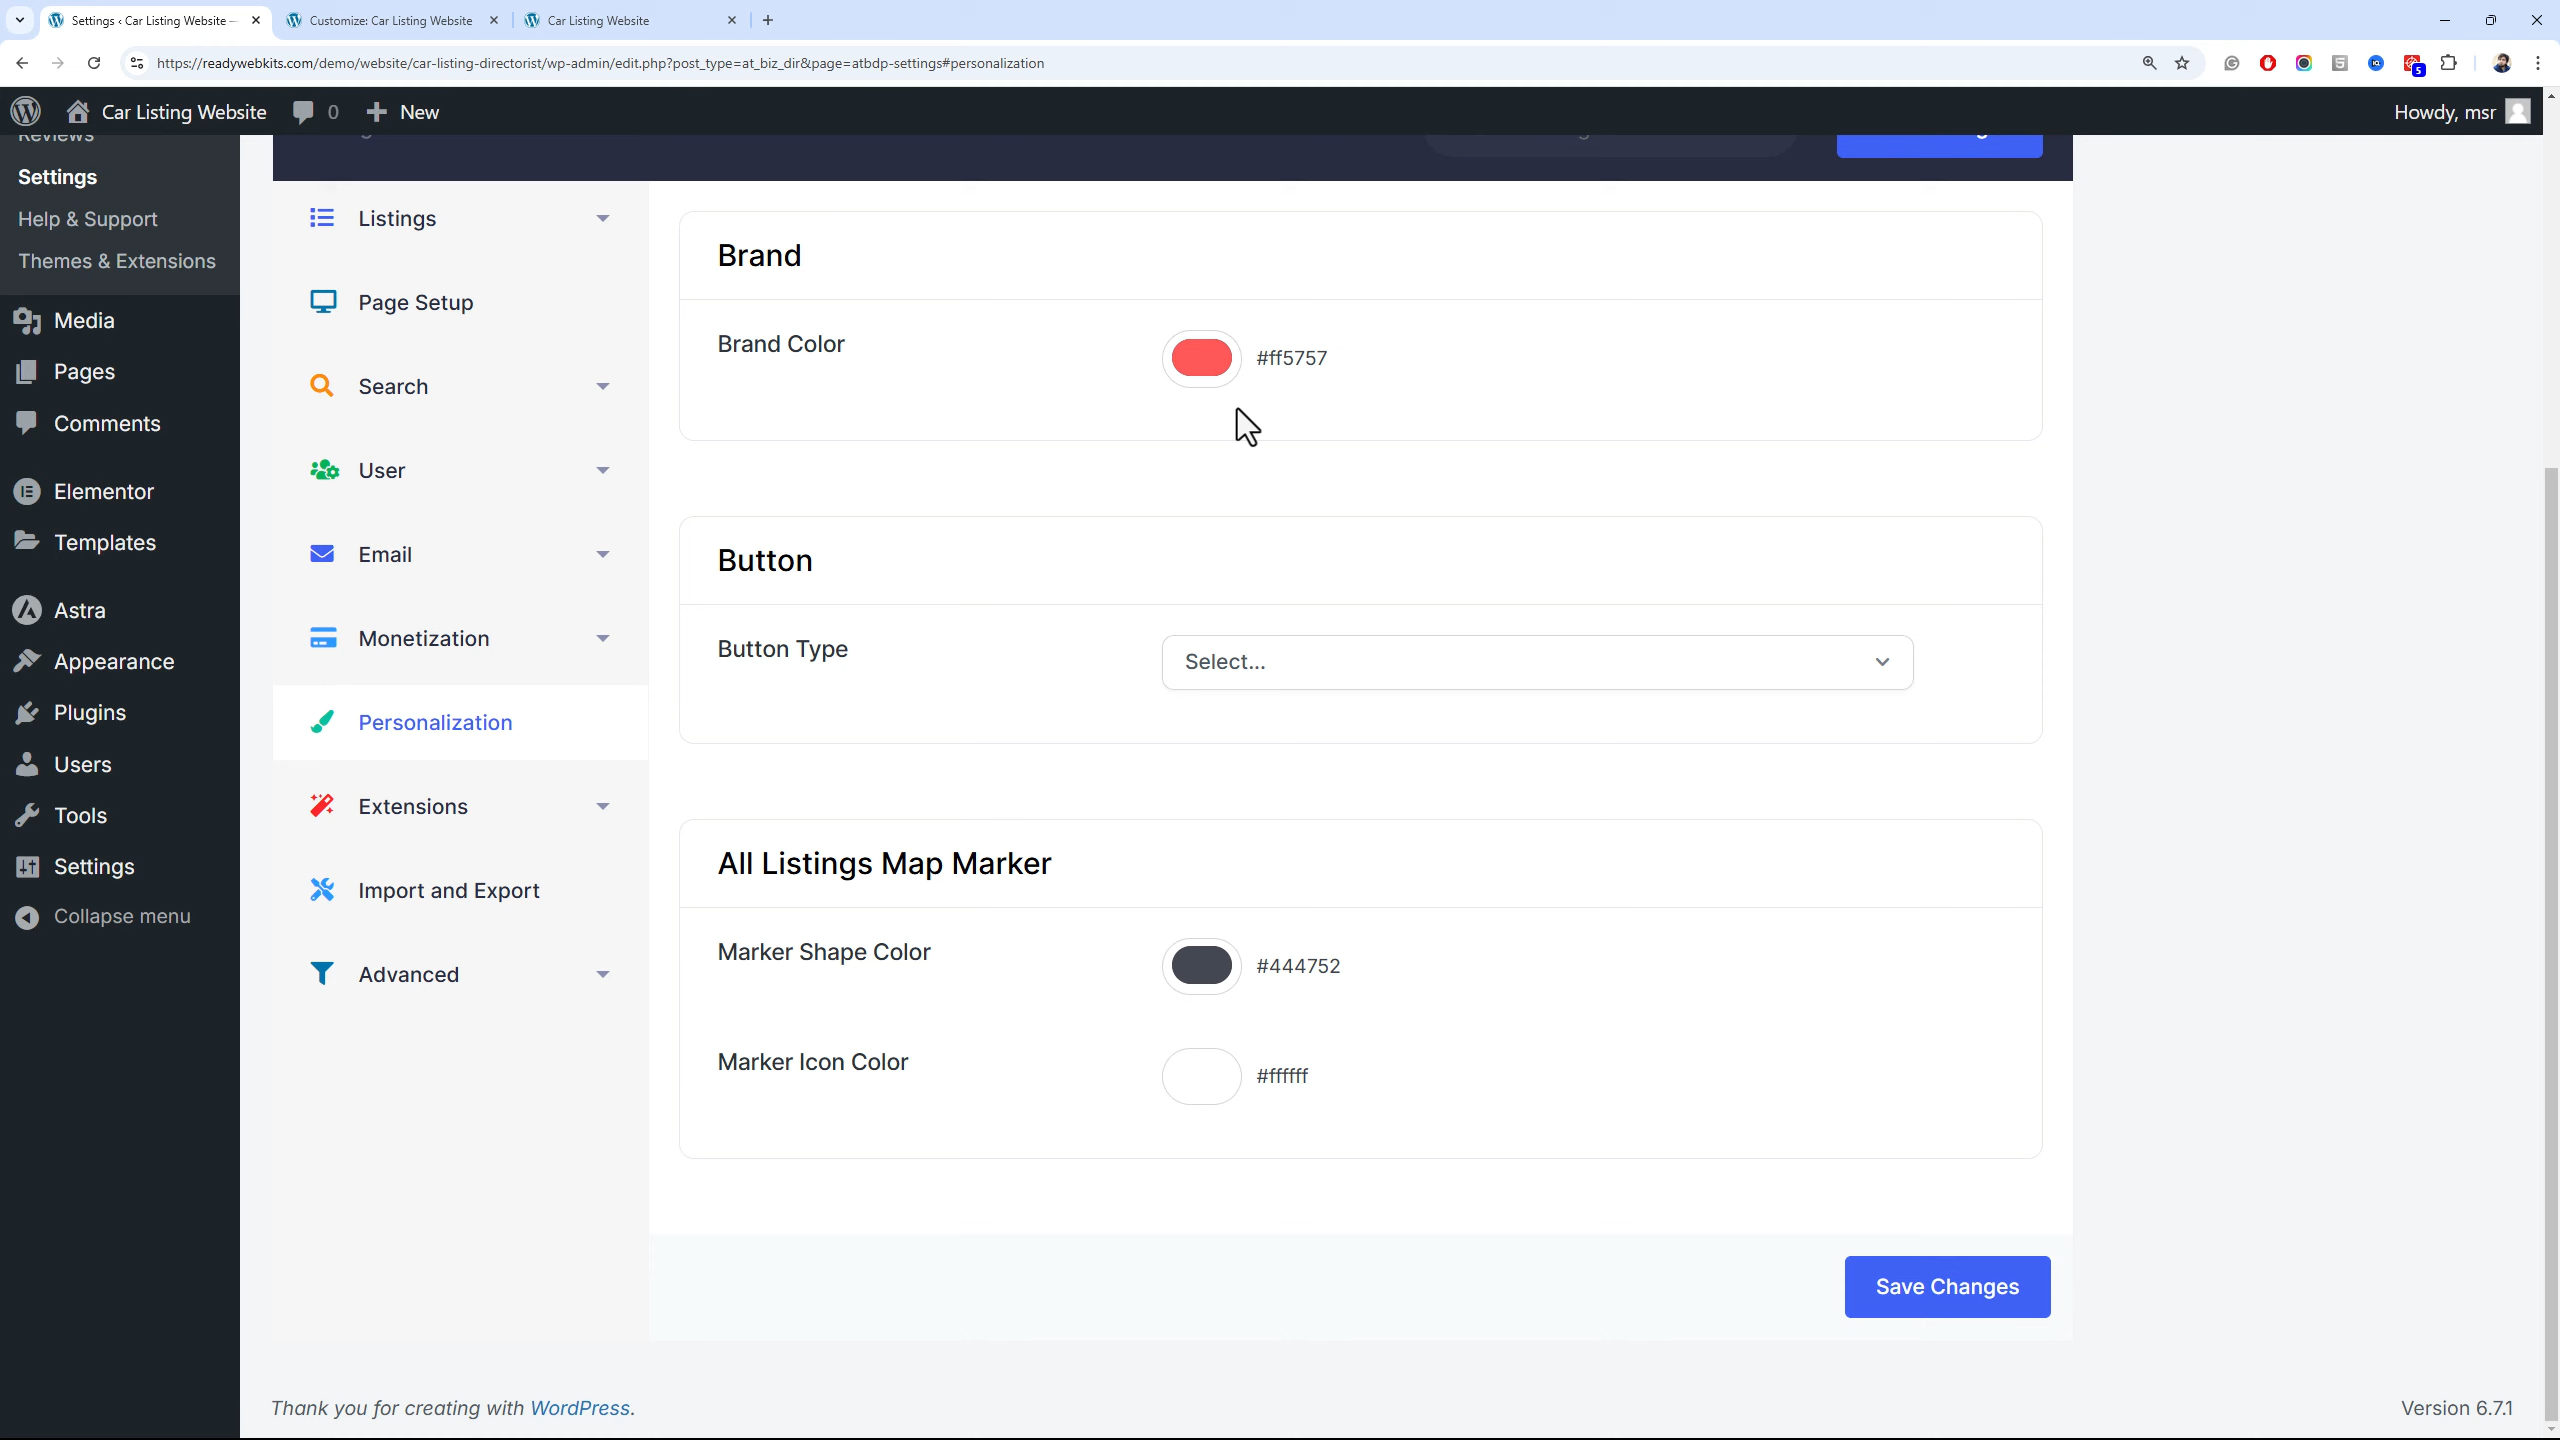 Settings ‹ Car Listing Website —
Customize: Car Listing Website
Car Listing Website
https://readywebkits.com/demo/website/car-listing-directorist/wp-admin/edit.php?post_type=at_biz_dir&page=atbdp-settings#personalization
5
Car Listing Website
0
New
Howdy, msr
Reviews
Settings
Help & Support
Themes & Extensions
Media
Pages
Comments
Elementor
Templates
Astra
Appearance
Plugins
Users
Tools
Settings
Collapse menu
Listings
Page Setup
Search
User
Email
Monetization
Personalization
Extensions
Import and Export
Advanced
Brand
Brand Color
#ff5757
Button
Button Type
Select...
All Listings Map Marker
Marker Shape Color
#444752
Marker Icon Color
#ffffff
Save Changes
Thank you for creating with WordPress.
Version 6.7.1